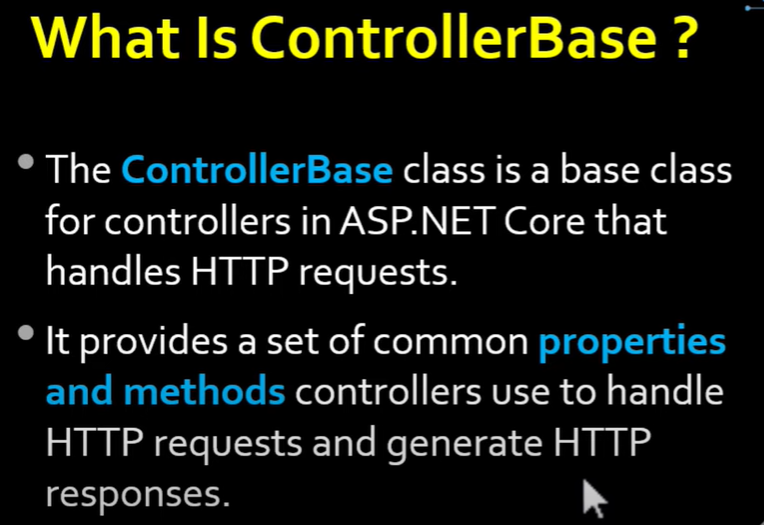 What Is ControllerBase ?
• The ControllerBase class is a base class
for controllers in ASP.NET Core that
handles HTTP requests.
• It provides a set of common properties
and methods controllers use to handle
HTTP requests and generate HTTP
responses.